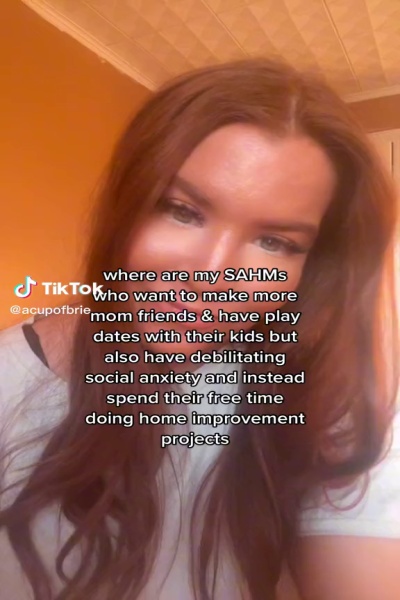 where are my SAHMs
TikTok
who want to make more
@acupofbrie
mom friends & have play
dates with their kids but
also have debilitating
social anxiety and instead
spend their free time
doing home improvement
projects